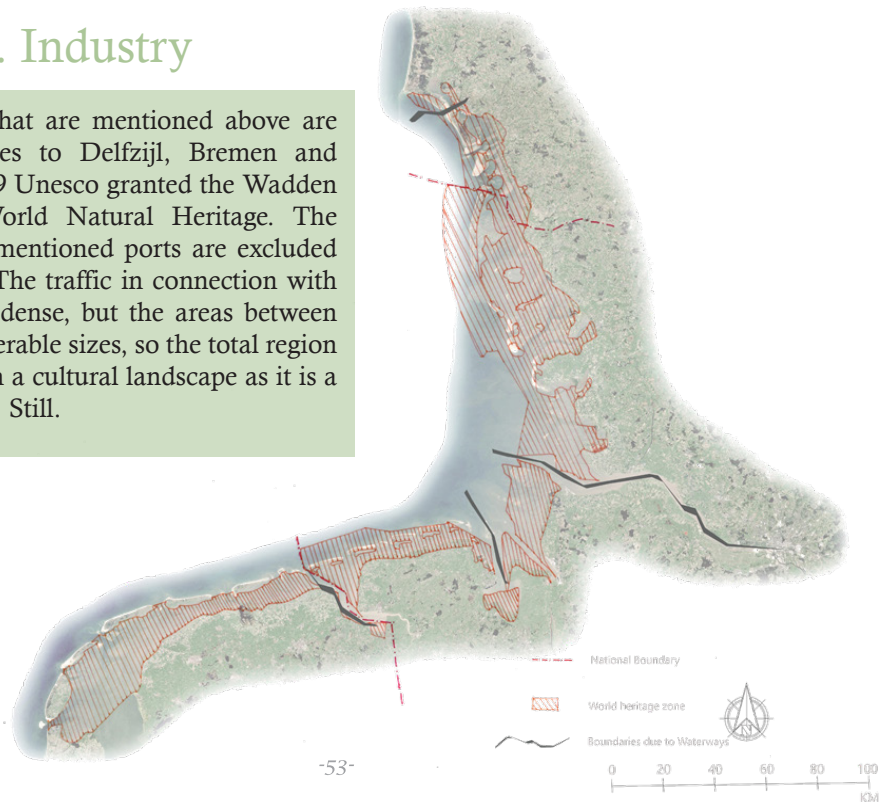 . Industry
hat are mentioned above are
es to Delfzijl, Bremen and
9 Unesco granted the Wadden
World Natural Heritage. The
mentioned ports are excluded
The traffic in connection with
dense, but the areas between
erable sizes, so the total region
n a cultural landscape as it is a
Still.
National Boundary
World heritage zone
N
Boundaries due to Waterways
-53-
0 20 40 60 80 100
KM